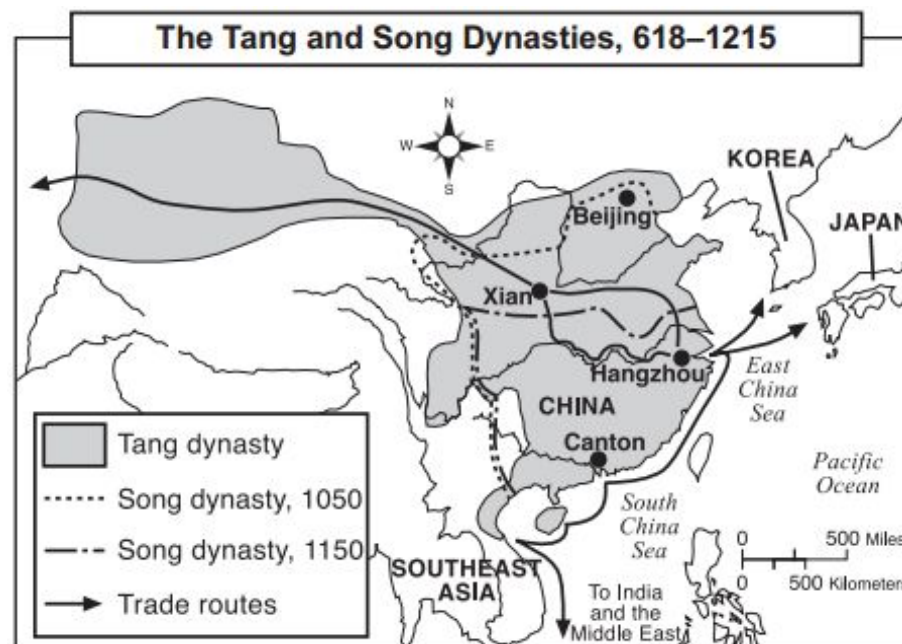 The Tang and Song Dynasties, 618–1215
N
W
E
S
KOREA
Beijing
JAPAN
Xian
Hangzhou
East
China
Sea
CHINA
Canton
Pacific
Ocean
South
China
Sea
SOUTHEAST
ASIA
To India
and the
Middle East
0 500 Miles
0 500 Kilometers
Tang dynasty
Song dynasty, 1050
Song dynasty, 1150
Trade routes